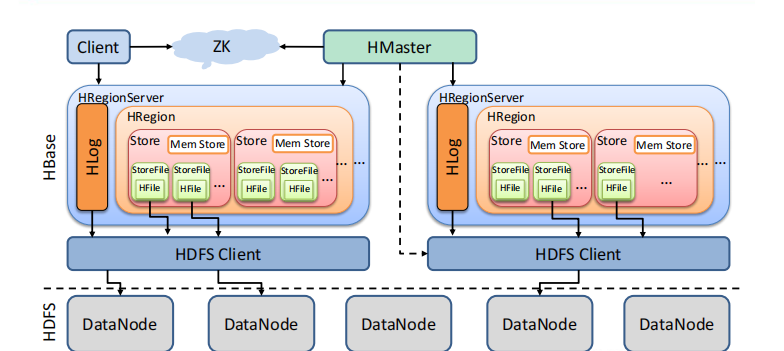 Client
ZK
HMaster
HBase
HRegionServer
HLog
HRegion
Store
Mem Store
StoreFile
HFile
StoreFile
HFile
...
Store
Mem Store
StoreFile
HFile
StoreFile
HFile
...
...
...
HRegionServer
HLog
HRegion
Store
Mem Store
StoreFile
HFile
StoreFile
HFile
...
Store
Mem Store
StoreFile
HFile
...
...
...
HDFS Client
HDFS Client
HDFS
DataNode
DataNode
DataNode
DataNode
DataNode